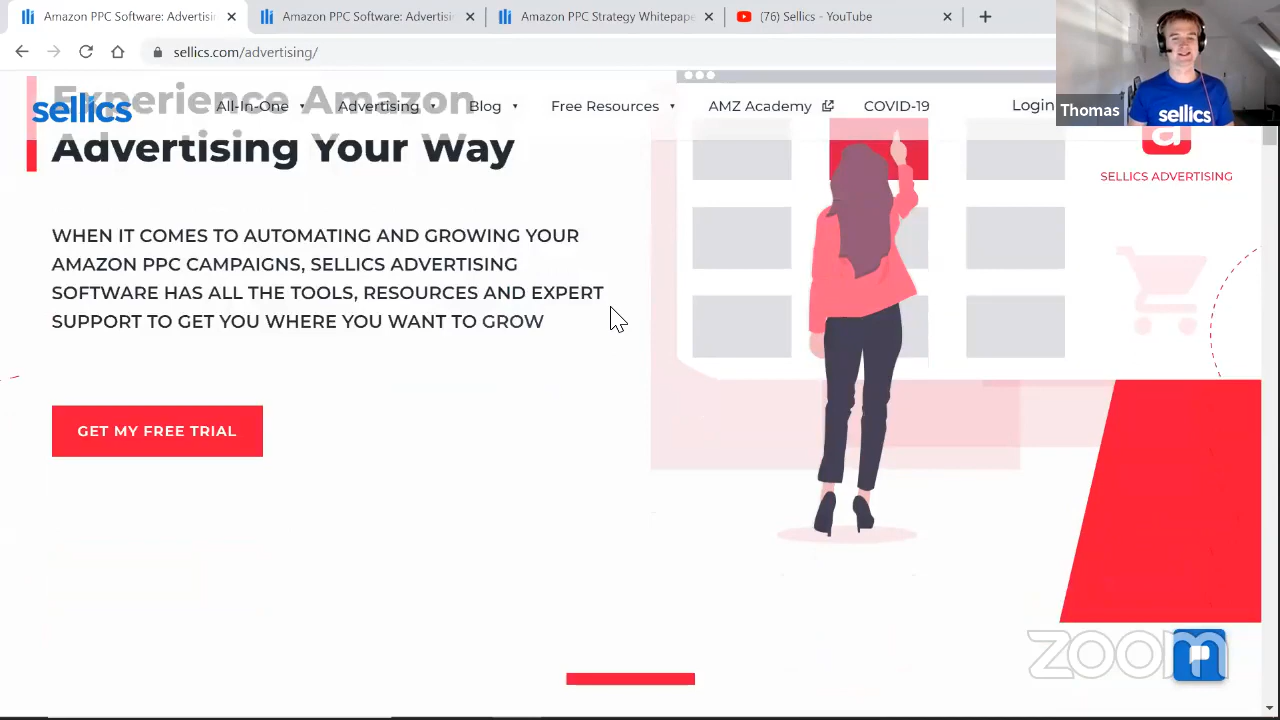 Amazon PPC Software: Advertisin
Amazon PPC Software: Advertisin
Amazon PPC Strategy Whitepape
(76) Sellics - YouTube
sellics.com/advertising/
Thomas
sellics
sellics
All-In-One
Advertising
Blog
Free Resources
AMZ Academy
COVID-19
Login
Experience Amazon
Advertising Your Way
a
SELLICS ADVERTISING
WHEN IT COMES TO AUTOMATING AND GROWING YOUR
AMAZON PPC CAMPAIGNS, SELLICS ADVERTISING
SOFTWARE HAS ALL THE TOOLS, RESOURCES AND EXPERT
SUPPORT TO GET YOU WHERE YOU WANT TO GROW
GET MY FREE TRIAL
zoom